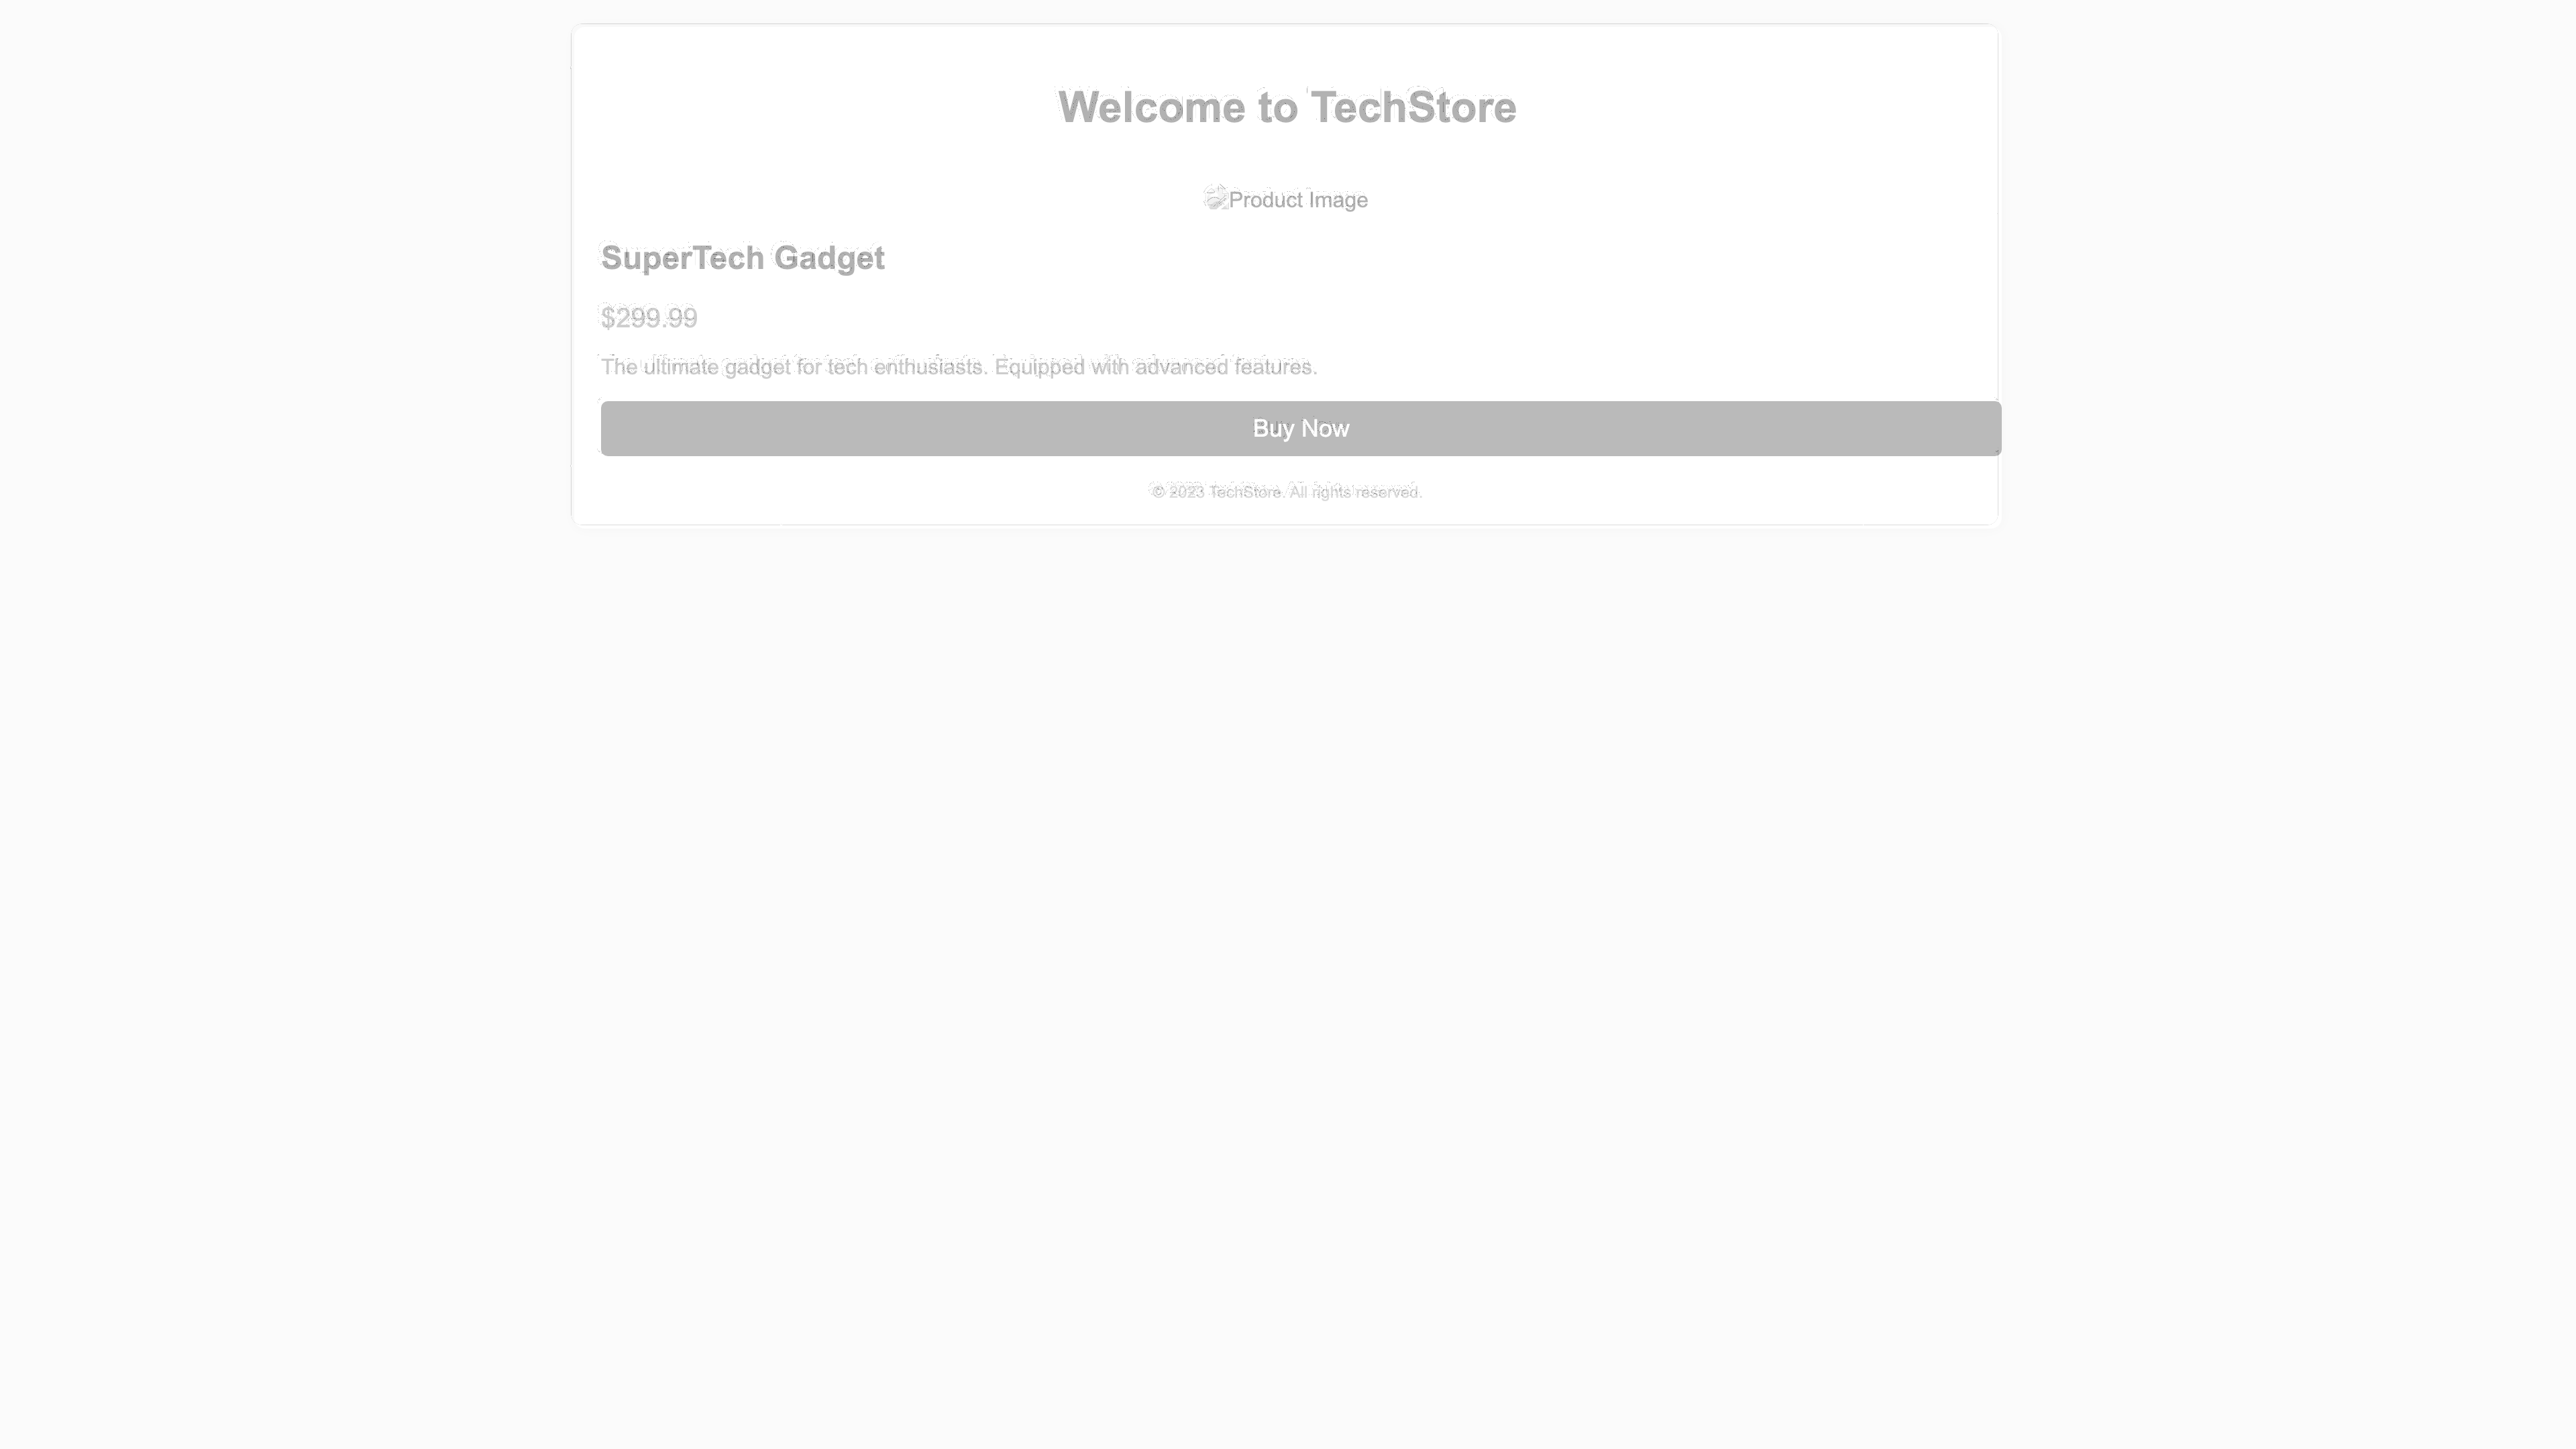 Welcome to TechStore
Product Image
SuperTech Gadget
$299.99
The ultimate gadget for tech enthusiasts. Equipped with advanced features.
Buy Now
© 2023 TechStore. All rights reserved.